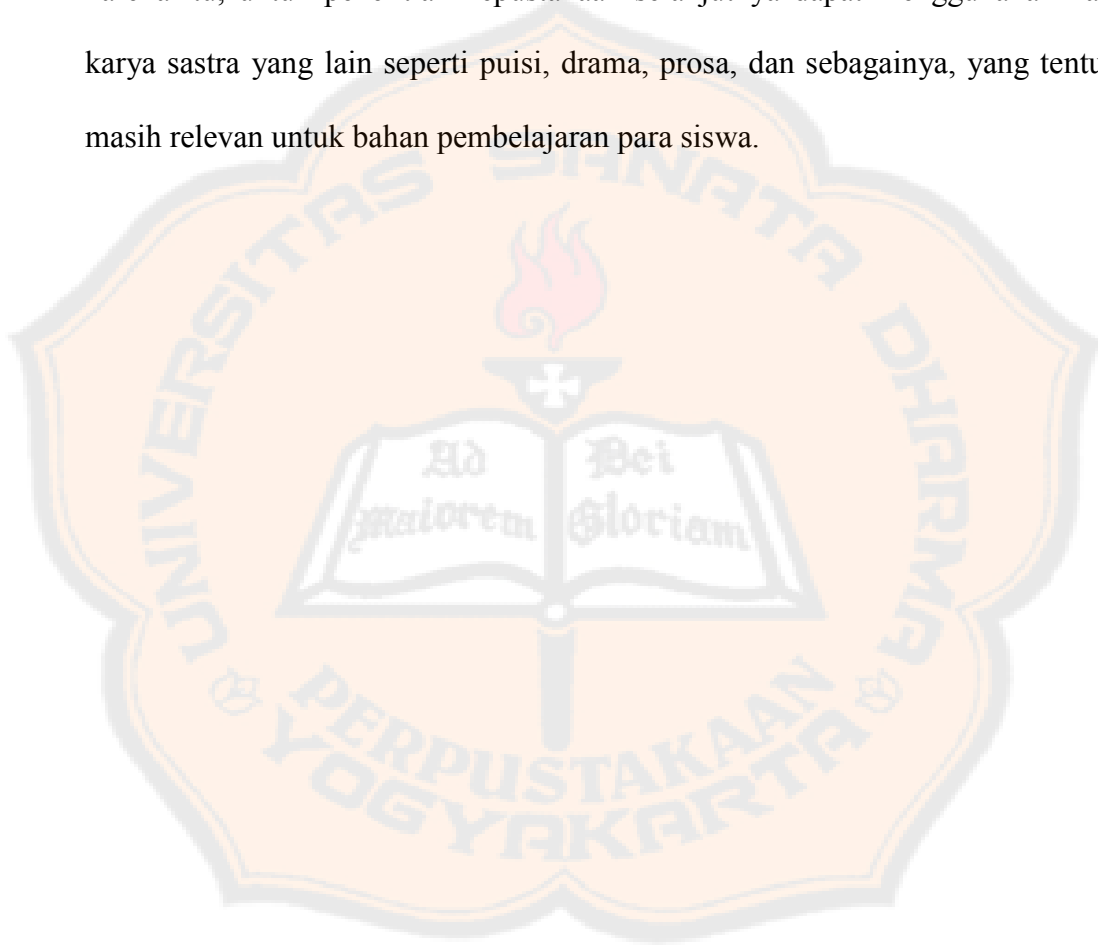 karya sastra yang lain seperti puisi, drama, prosa, dan sebagainya, yang tentu
masih relevan untuk bahan pembelajaran para siswa.
UNIVERSITAS SANATA DHARMA
Ad Dei
maiorem Gloriam
PERPUSTAKAAN
YOGYAKARTA